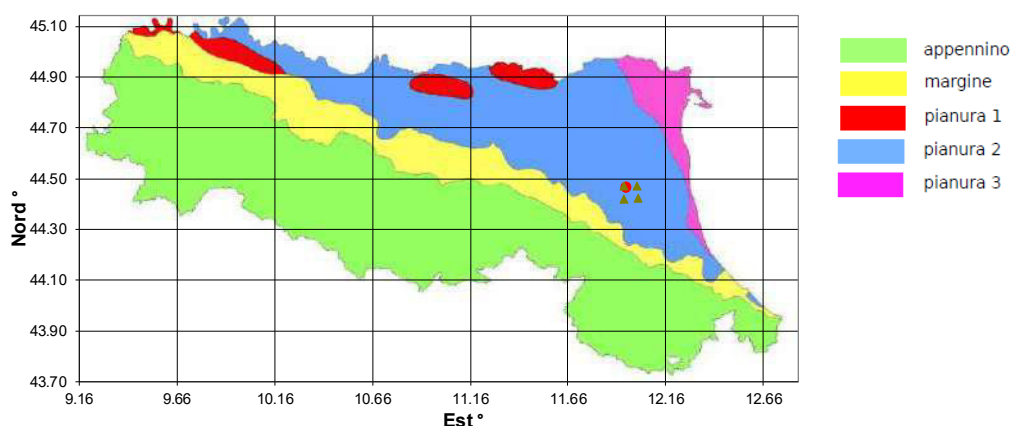 45.10
44.90
44.70
44.50
44.30
44.10
43.90
43.70
Nord °
9.16 9.66 10.16 10.66 11.16 11.66 12.16 12.66
Est °
appennino
margine
pianura 1
pianura 2
pianura 3